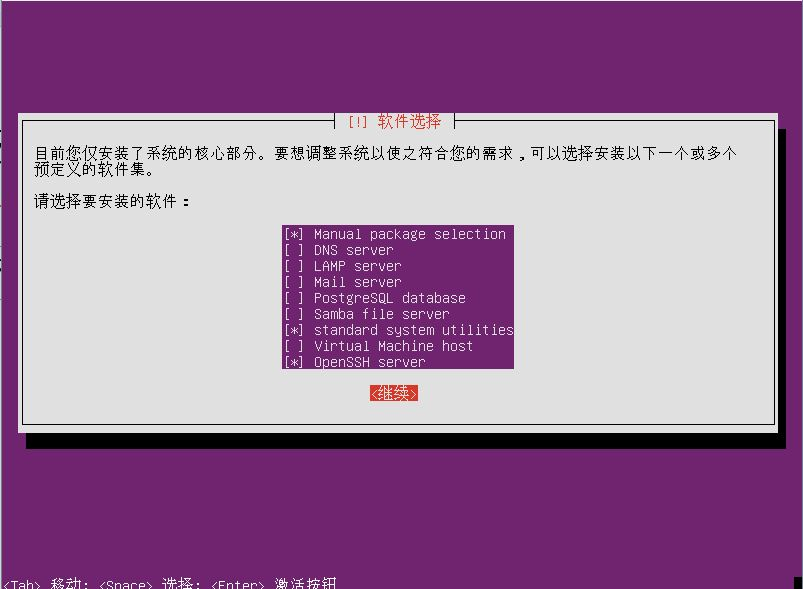 [!] 软件选择
目前您仅安装了系统的核心部分。要想调整系统以使之符合您的需求，可以选择安装以下一个或多个
预定义的软件集。
请选择要安装的软件：
[*] Manual package selection
[ ] DNS server
[ ] LAMP server
[ ] Mail server
[ ] PostgreSQL database
[ ] Samba file server
[*] standard system utilities
[ ] Virtual Machine host
[*] OpenSSH server
<继续>
<Tab> 移动; <Space> 选择; <Enter> 激活按钮